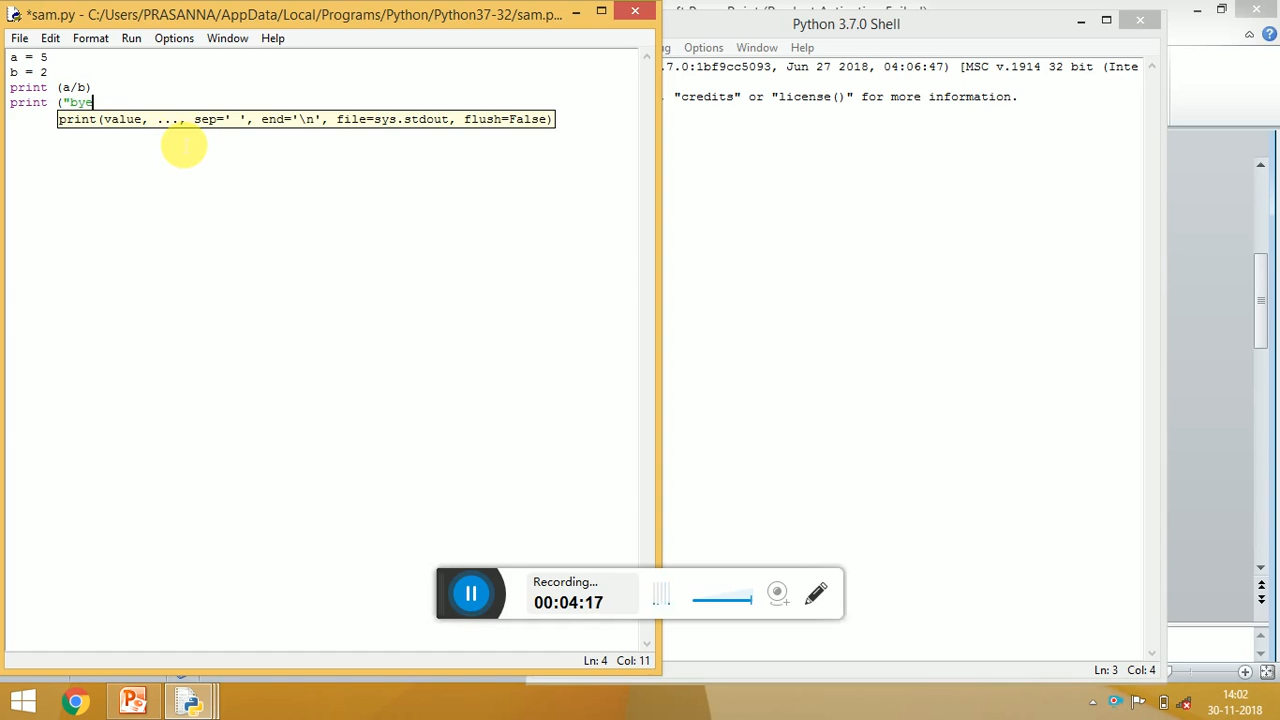 *sam.py - C:/Users/PRASANNA/AppData/Local/Programs/Python/Python37-32/sam.p...
File Edit Format Run Options Window Help
a = 5
b = 2
print (a/b)
print ("bye
print(value, ..., sep=' ', end='\n', file=sys.stdout, flush=False)
Ln: 4 Col: 11
Python 3.7.0 Shell
Options Window Help
.7.0:1bf9cc5093, Jun 27 2018, 04:06:47) [MSC v.1914 32 bit (Inte
"credits" or "license()" for more information.
Ln: 3 Col: 4
Recording...
00:04:17
14:02
30-11-2018